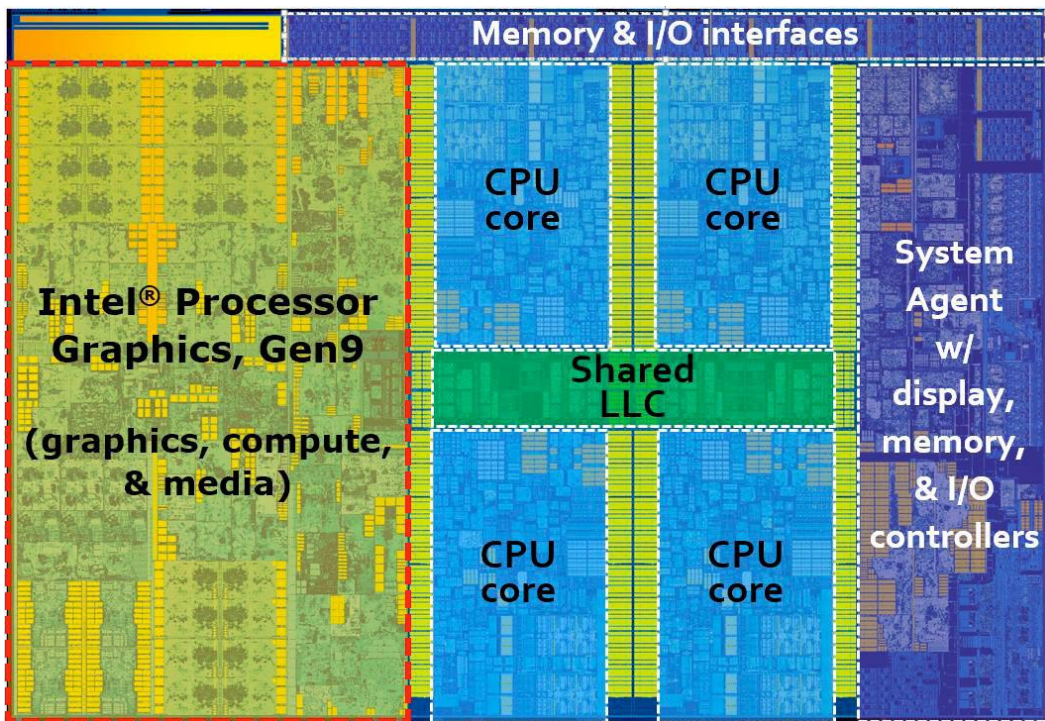 Memory & I/O interfaces
Intel® Processor
Graphics, Gen9
(graphics, compute,
& media)
CPU
core
CPU
core
Shared
LLC
CPU
core
CPU
core
System
Agent
w/
display,
memory,
& I/O
controllers